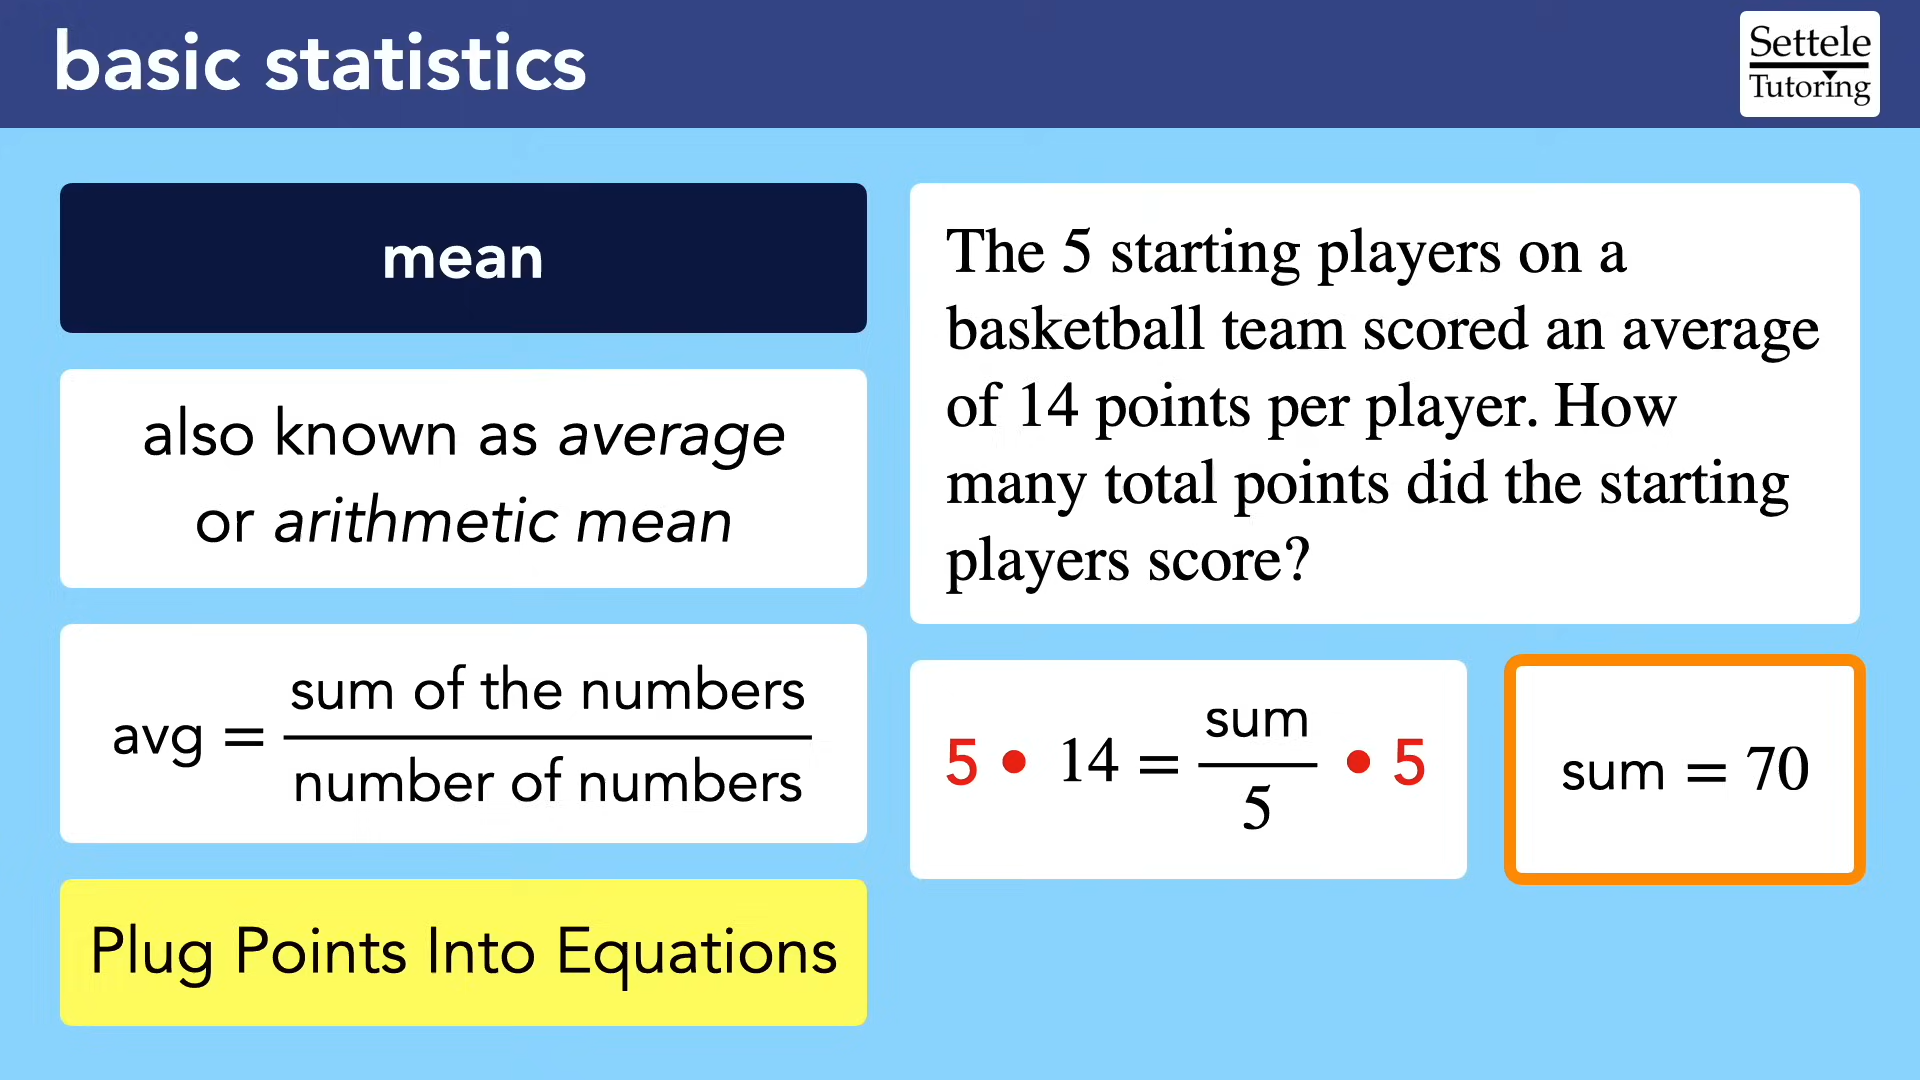 basic statistics
Settele
Tutoring
mean
also known as average
or arithmetic mean
avg = sum of the numbers / number of numbers
Plug Points Into Equations
The 5 starting players on a
basketball team scored an average
of 14 points per player. How
many total points did the starting
players score?
5 • 14 = sum / 5 • 5
sum = 70